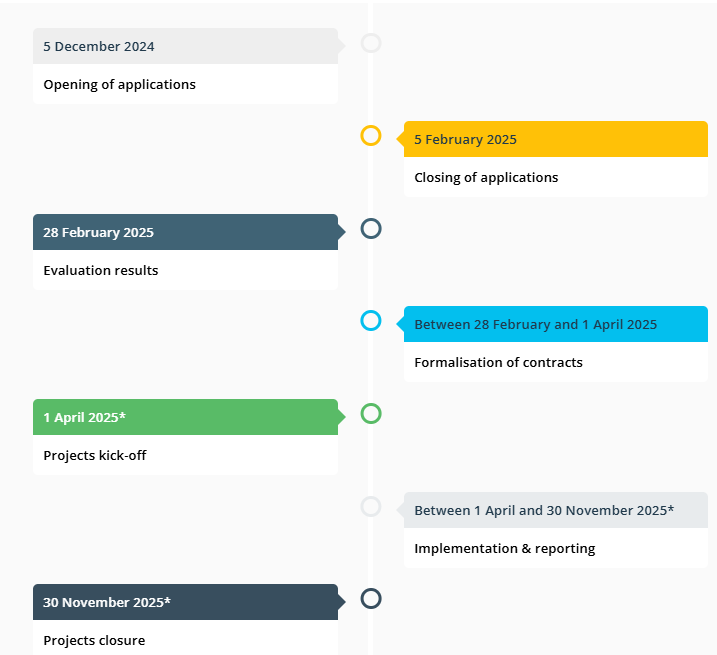 5 December 2024
Opening of applications
5 February 2025
Closing of applications
28 February 2025
Evaluation results
Between 28 February and 1 April 2025
Formalisation of contracts
1 April 2025*
Projects kick-off
Between 1 April and 30 November 2025*
Implementation & reporting
30 November 2025*
Projects closure